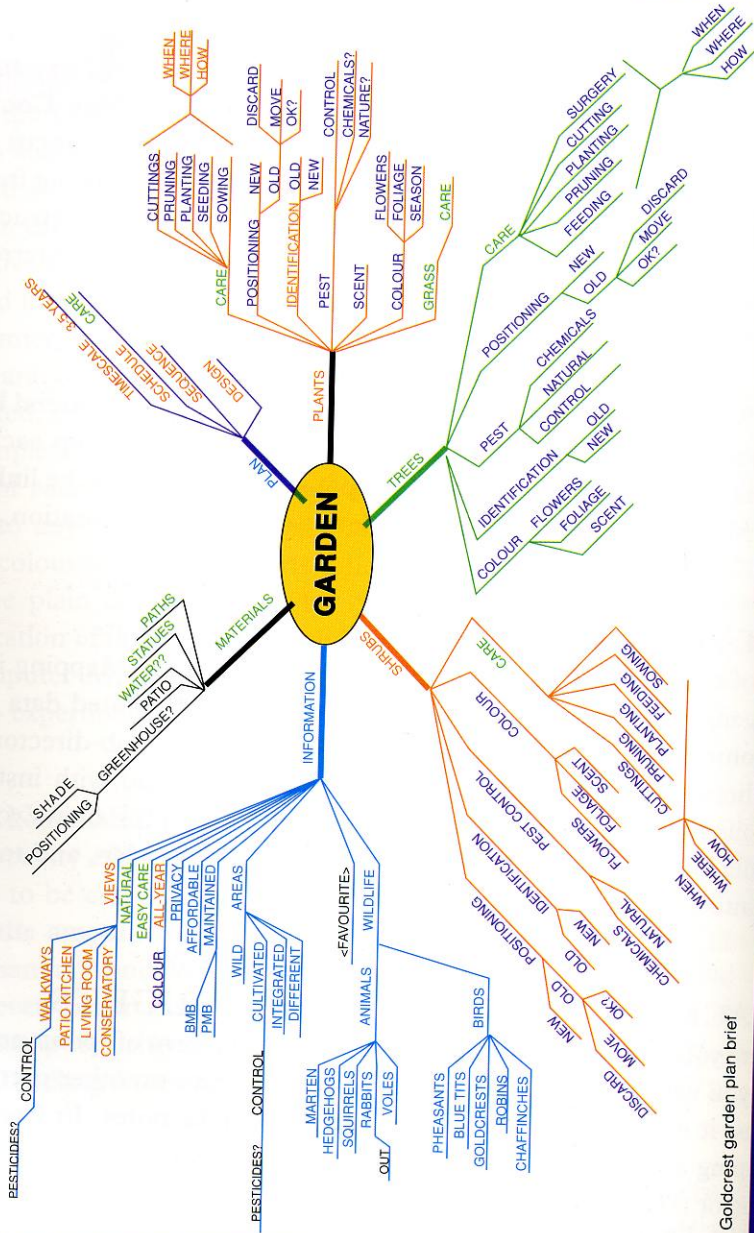 GARDEN
PLAN
TIMESCALE 3-5 YEARS
SCHEDULE CARE
SEQUENCE
DESIGN
PLANTS
CARE
CUTTINGS
PRUNING
PLANTING
SEEDING
SOWING
WHEN
WHERE
HOW
POSITIONING
NEW
OLD
DISCARD
MOVE
OK?
IDENTIFICATION
OLD
NEW
PEST
CONTROL
CHEMICALS?
NATURE?
SCENT
COLOUR
FLOWERS
FOLIAGE
SEASON
GRASS
CARE
TREES
CARE
SURGERY
CUTTING
PLANTING
PRUNING
FEEDING
WHEN
WHERE
HOW
POSITIONING
NEW
OLD
DISCARD
MOVE
OK?
PEST
CHEMICALS
NATURAL
CONTROL
IDENTIFICATION
OLD
NEW
COLOUR
FLOWERS
FOLIAGE
SCENT
SHRUBS
CARE
SOWING
FEEDING
PLANTING
PRUNING
CUTTINGS
WHEN
WHERE
HOW
COLOUR
SCENT
FOLIAGE
FLOWERS
PEST CONTROL
NATURAL
CHEMICALS
IDENTIFICATION
NEW
OLD
POSITIONING
NEW
OLD
OK?
MOVE
DISCARD
INFORMATION
VIEWS
WALKWAYS
PATIO KITCHEN
LIVING ROOM
CONSERVATORY
PESTICIDES? CONTROL
NATURAL
EASY CARE
COLOUR ALL-YEAR
PRIVACY
AFFORDABLE
MAINTAINED
BMB
PMB
AREAS
WILD
CULTIVATED
INTEGRATED
DIFFERENT
PESTICIDES? CONTROL
WILDLIFE
<FAVOURITE>
ANIMALS
MARTEN
HEDGEHOGS
SQUIRRELS
RABBITS
VOLES
OUT
BIRDS
PHEASANTS
BLUE TITS
GOLDCRESTS
ROBINS
CHAFFINCHES
MATERIALS
PATHS
STATUES
WATER??
PATIO
GREENHOUSE?
SHADE
POSITIONING
Goldcrest garden plan brief